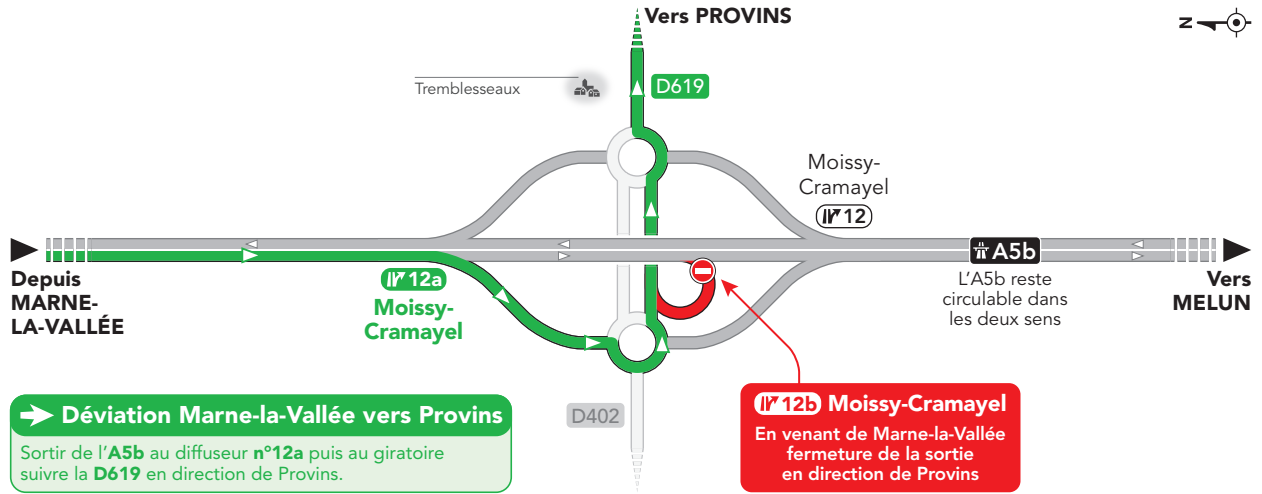 Vers PROVINS
Z
Tremblesseaux
D619
Moissy-
Cramayel
12
A5b
Depuis
MARNE-
LA-VALLÉE
12a
Moissy-
Cramayel
L'A5b reste
circulable dans
les deux sens
Vers
MELUN
D402
Déviation Marne-la-Vallée vers Provins
Sortir de l'A5b au diffuseur n°12a puis au giratoire
suivre la D619 en direction de Provins.
12b Moissy-Cramayel
En venant de Marne-la-Vallée
fermeture de la sortie
en direction de Provins